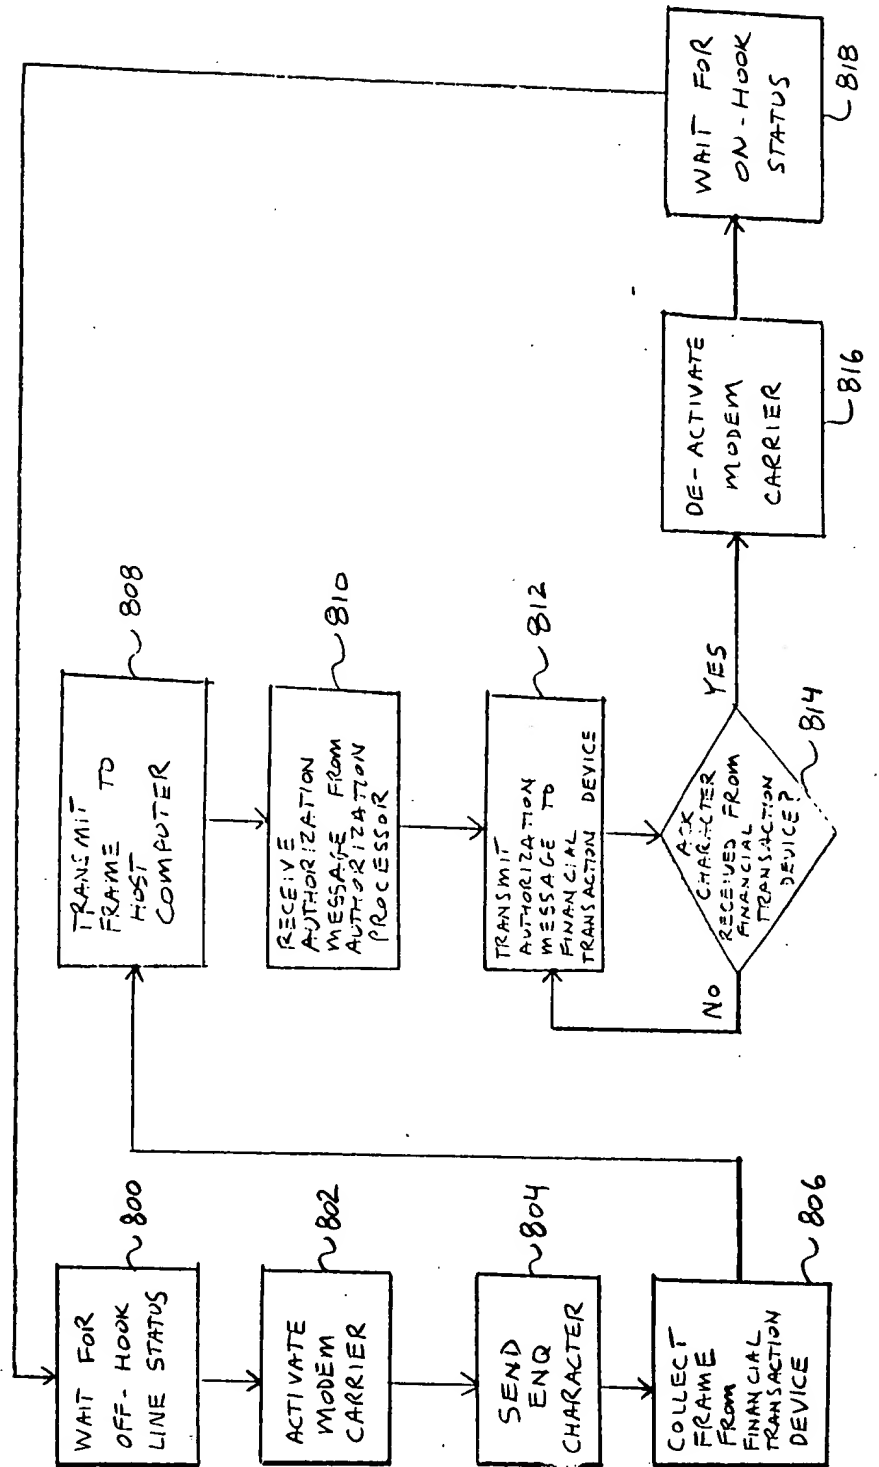 WAIT FOR
OFF-HOOK
LINE STATUS
800
ACTIVATE
MODEM
CARRIER
802
SEND
ENQ
CHARACTER
804
COLLECT
FRAME
FROM
FINANCIAL
TRANSACTION
DEVICE
806
TRANSMIT
FRAME TO
HOST
COMPUTER
808
RECEIVE
AUTHORIZATION
MESSAGE FROM
AUTHORIZATION
PROCESSOR
810
TRANSMIT
AUTHORIZATION
MESSAGE TO
FINANCIAL
TRANSACTION DEVICE
812
ACK
CHARACTER
RECEIVED FROM
FINANCIAL
TRANSACTION
DEVICE?
814
NO
YES
DE-ACTIVATE
MODEM
CARRIER
816
WAIT FOR
ON-HOOK
STATUS
818